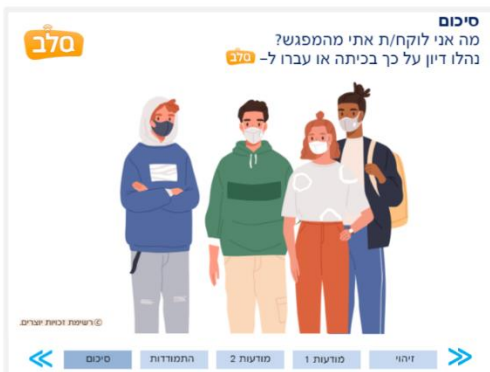 סיכום
מה אני לוקח/ת אתי מהמפגש?
נהלו דיון על כך בכיתה או עברו ל– סלב
סלב
©רשימת זכויות יוצרים.
זיהוי
מודעות 1
מודעות 2
התמודדות
סיכום